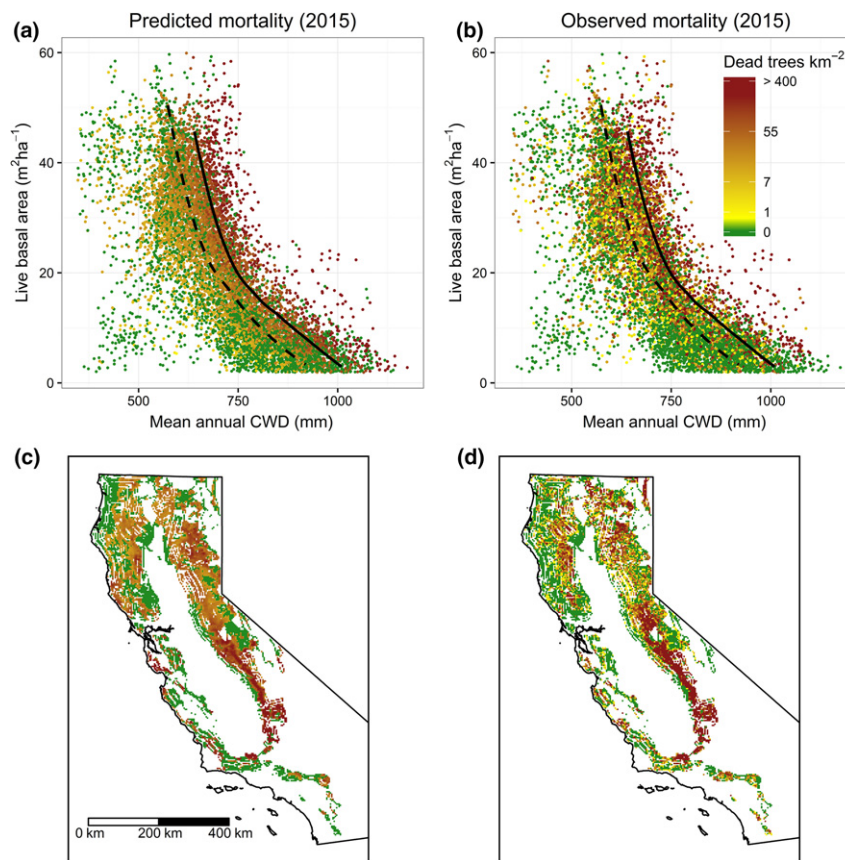 Predicted mortality (2015)
Observed mortality (2015)
(a)
(b)
Dead trees km⁻²
> 400
55
7
1
0
60
40
20
0
Live basal area (m²ha⁻¹)
500
750
1000
Mean annual CWD (mm)
60
40
20
0
Live basal area (m²ha⁻¹)
500
750
1000
Mean annual CWD (mm)
(c)
(d)
0 km
200 km
400 km